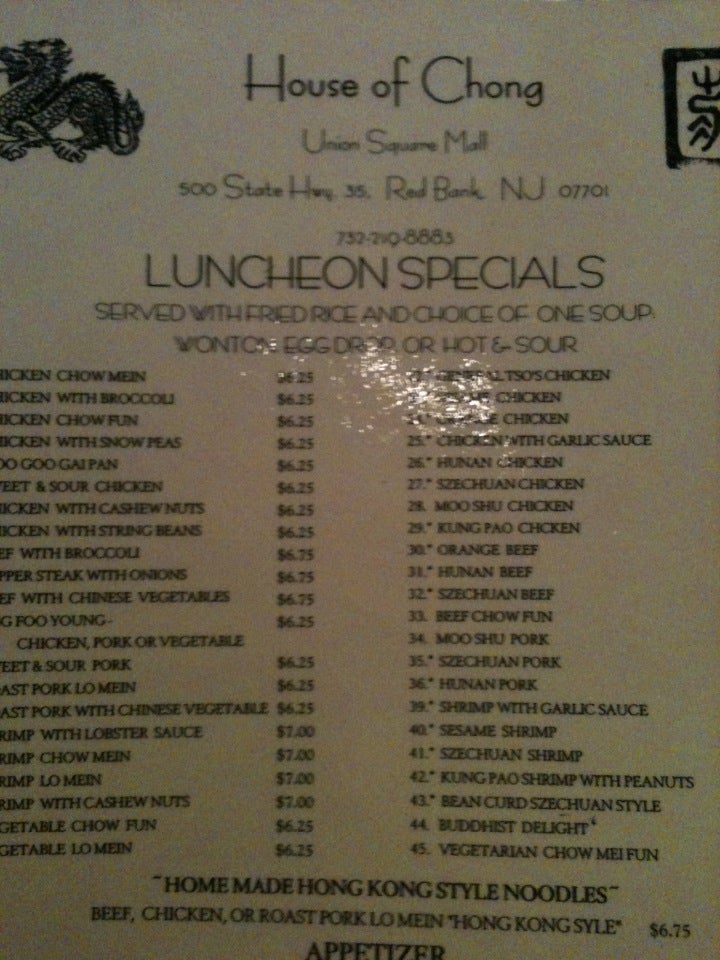 House of Chong
Union Square Mall
500 State Hwy. 35, Red Bank, NJ 07701
732-219-8883
LUNCHEON SPECIALS
SERVED WITH FRIED RICE AND CHOICE OF ONE SOUP:
WONTON, EGG DROP, OR HOT & SOUR
HICKEN CHOW MEIN $6.25
HICKEN WITH BROCCOLI $6.25
HICKEN CHOW FUN $6.25
HICKEN WITH SNOW PEAS $6.25
OO GOO GAI PAN $6.25
EET & SOUR CHICKEN $6.25
HICKEN WITH CASHEW NUTS $6.25
HICKEN WITH STRING BEANS $6.25
EF WITH BROCCOLI $6.75
PPER STEAK WITH ONIONS $6.75
EF WITH CHINESE VEGETABLES $6.75
G FOO YOUNG- $6.25
CHICKEN, PORK OR VEGETABLE
EET & SOUR PORK $6.25
AST PORK LO MEIN $6.25
AST PORK WITH CHINESE VEGETABLE $6.25
RIMP WITH LOBSTER SAUCE $7.00
RIMP CHOW MEIN $7.00
RIMP LO MEIN $7.00
RIMP WITH CASHEW NUTS $7.00
GETABLE CHOW FUN $6.25
GETABLE LO MEIN $6.25
GENERAL TSO'S CHICKEN
CHICKEN
CHICKEN
25.* CHICKEN WITH GARLIC SAUCE
26.* HUNAN CHICKEN
27.* SZECHUAN CHICKEN
28. MOO SHU CHICKEN
29.* KUNG PAO CHCKEN
30.* ORANGE BEEF
31.* HUNAN BEEF
32.* SZECHUAN BEEF
33. BEEF CHOW FUN
34. MOO SHU PORK
35.* SZECHUAN PORK
36.* HUNAN PORK
39.* SHRIMP WITH GARLIC SAUCE
40.* SESAME SHRIMP
41.* SZECHUAN SHRIMP
42.* KUNG PAO SHRIMP WITH PEANUTS
43.* BEAN CURD SZECHUAN STYLE
44. BUDDHIST DELIGHT
45. VEGETARIAN CHOW MEI FUN
~HOME MADE HONG KONG STYLE NOODLES~
BEEF, CHICKEN, OR ROAST PORK LO MEIN "HONG KONG SYLE" $6.75
APPETIZER